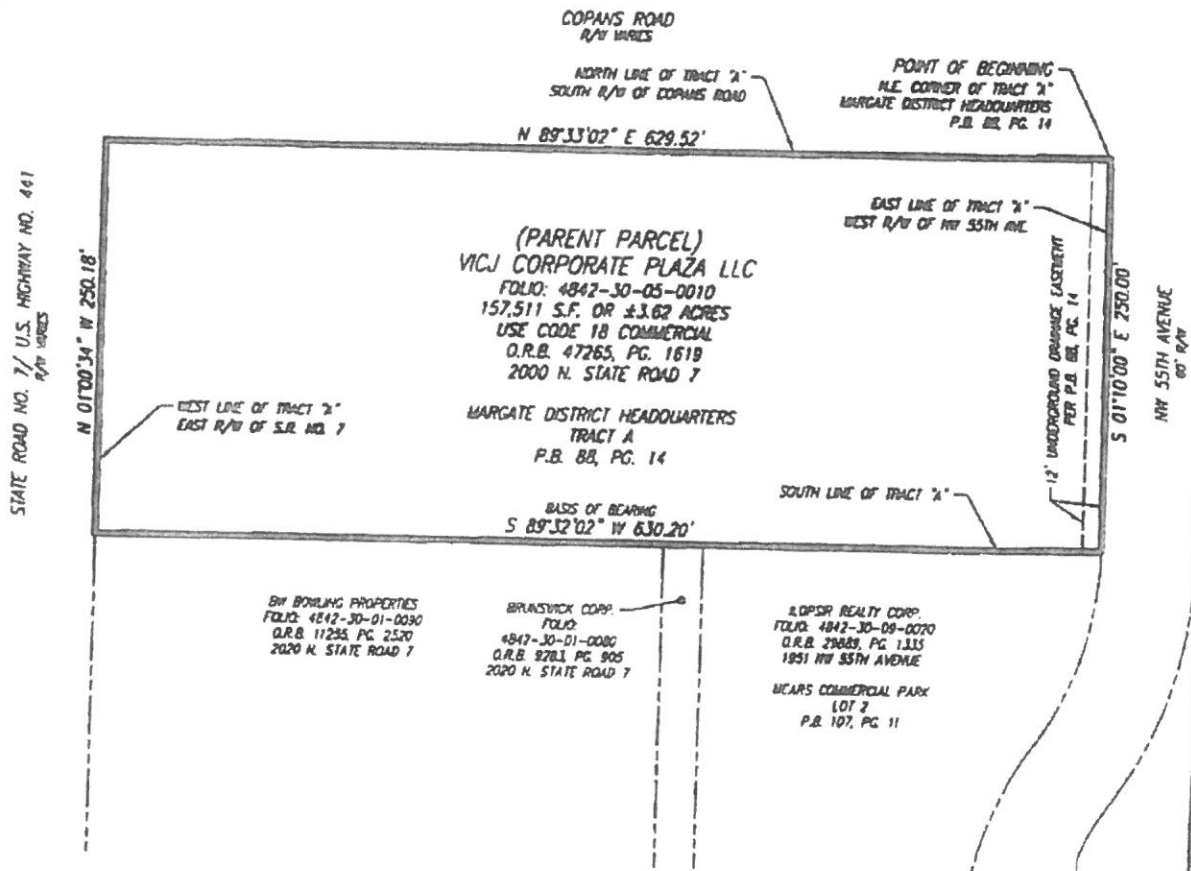 COPANS ROAD
R/W VARIES
NORTH LINE OF TRACT "A"
SOUTH R/W OF COPANS ROAD
POINT OF BEGINNING
N.E. CORNER OF TRACT "A"
MARGATE DISTRICT HEADQUARTERS
P.B. 88, PG. 14
N 89°33'02" E 629.52'
STATE ROAD NO. 7/ U.S. HIGHWAY NO. 441
R/W VARIES
N 01°00'34" W 250.18'
EAST LINE OF TRACT "A"
WEST R/W OF NW 55TH AVE.
(PARENT PARCEL)
VICJ CORPORATE PLAZA LLC
FOLIO: 4842-30-05-0010
157,511 S.F. OR ±3.62 ACRES
USE CODE 18 COMMERCIAL
O.R.B. 47265, PG. 1619
2000 N. STATE ROAD 7
12' UNDERGROUND DRAINAGE EASEMENT
PER P.B. 88, PG. 14
S 01°10'00" E 250.00'
NW 55TH AVENUE
60' R/W
WEST LINE OF TRACT "A"
EAST R/W OF S.R. NO. 7
MARGATE DISTRICT HEADQUARTERS
TRACT A
P.B. 88, PG. 14
SOUTH LINE OF TRACT "A"
BASIS OF BEARING
S 89°32'02" W 630.20'
BW BOWLING PROPERTIES
FOLIO: 4842-30-01-0090
O.R.B. 11255, PG. 2520
2020 N. STATE ROAD 7
BRUNSWICK CORP.
FOLIO:
4842-30-01-0080
O.R.B. 9783, PG. 905
2020 N. STATE ROAD 7
REALTY CORP.
FOLIO: 4842-30-09-0020
O.R.B. 29889, PG. 1335
1951 NW 55TH AVENUE
MEARS COMMERCIAL PARK
LOT 2
P.B. 107, PG. 11